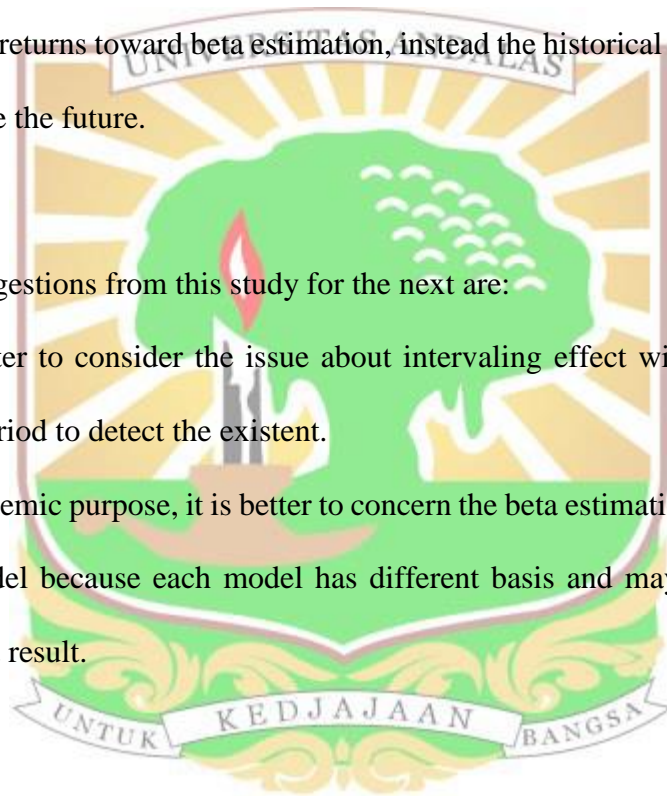 returns toward beta estimation, instead the historical
UNIVERSITAS ANDALAS
e the future.
gestions from this study for the next are:
ter to consider the issue about intervaling effect wi
riod to detect the existent.
emic purpose, it is better to concern the beta estimati
del because each model has different basis and may
result.
UNTUK KEDJAJAAN BANGSA